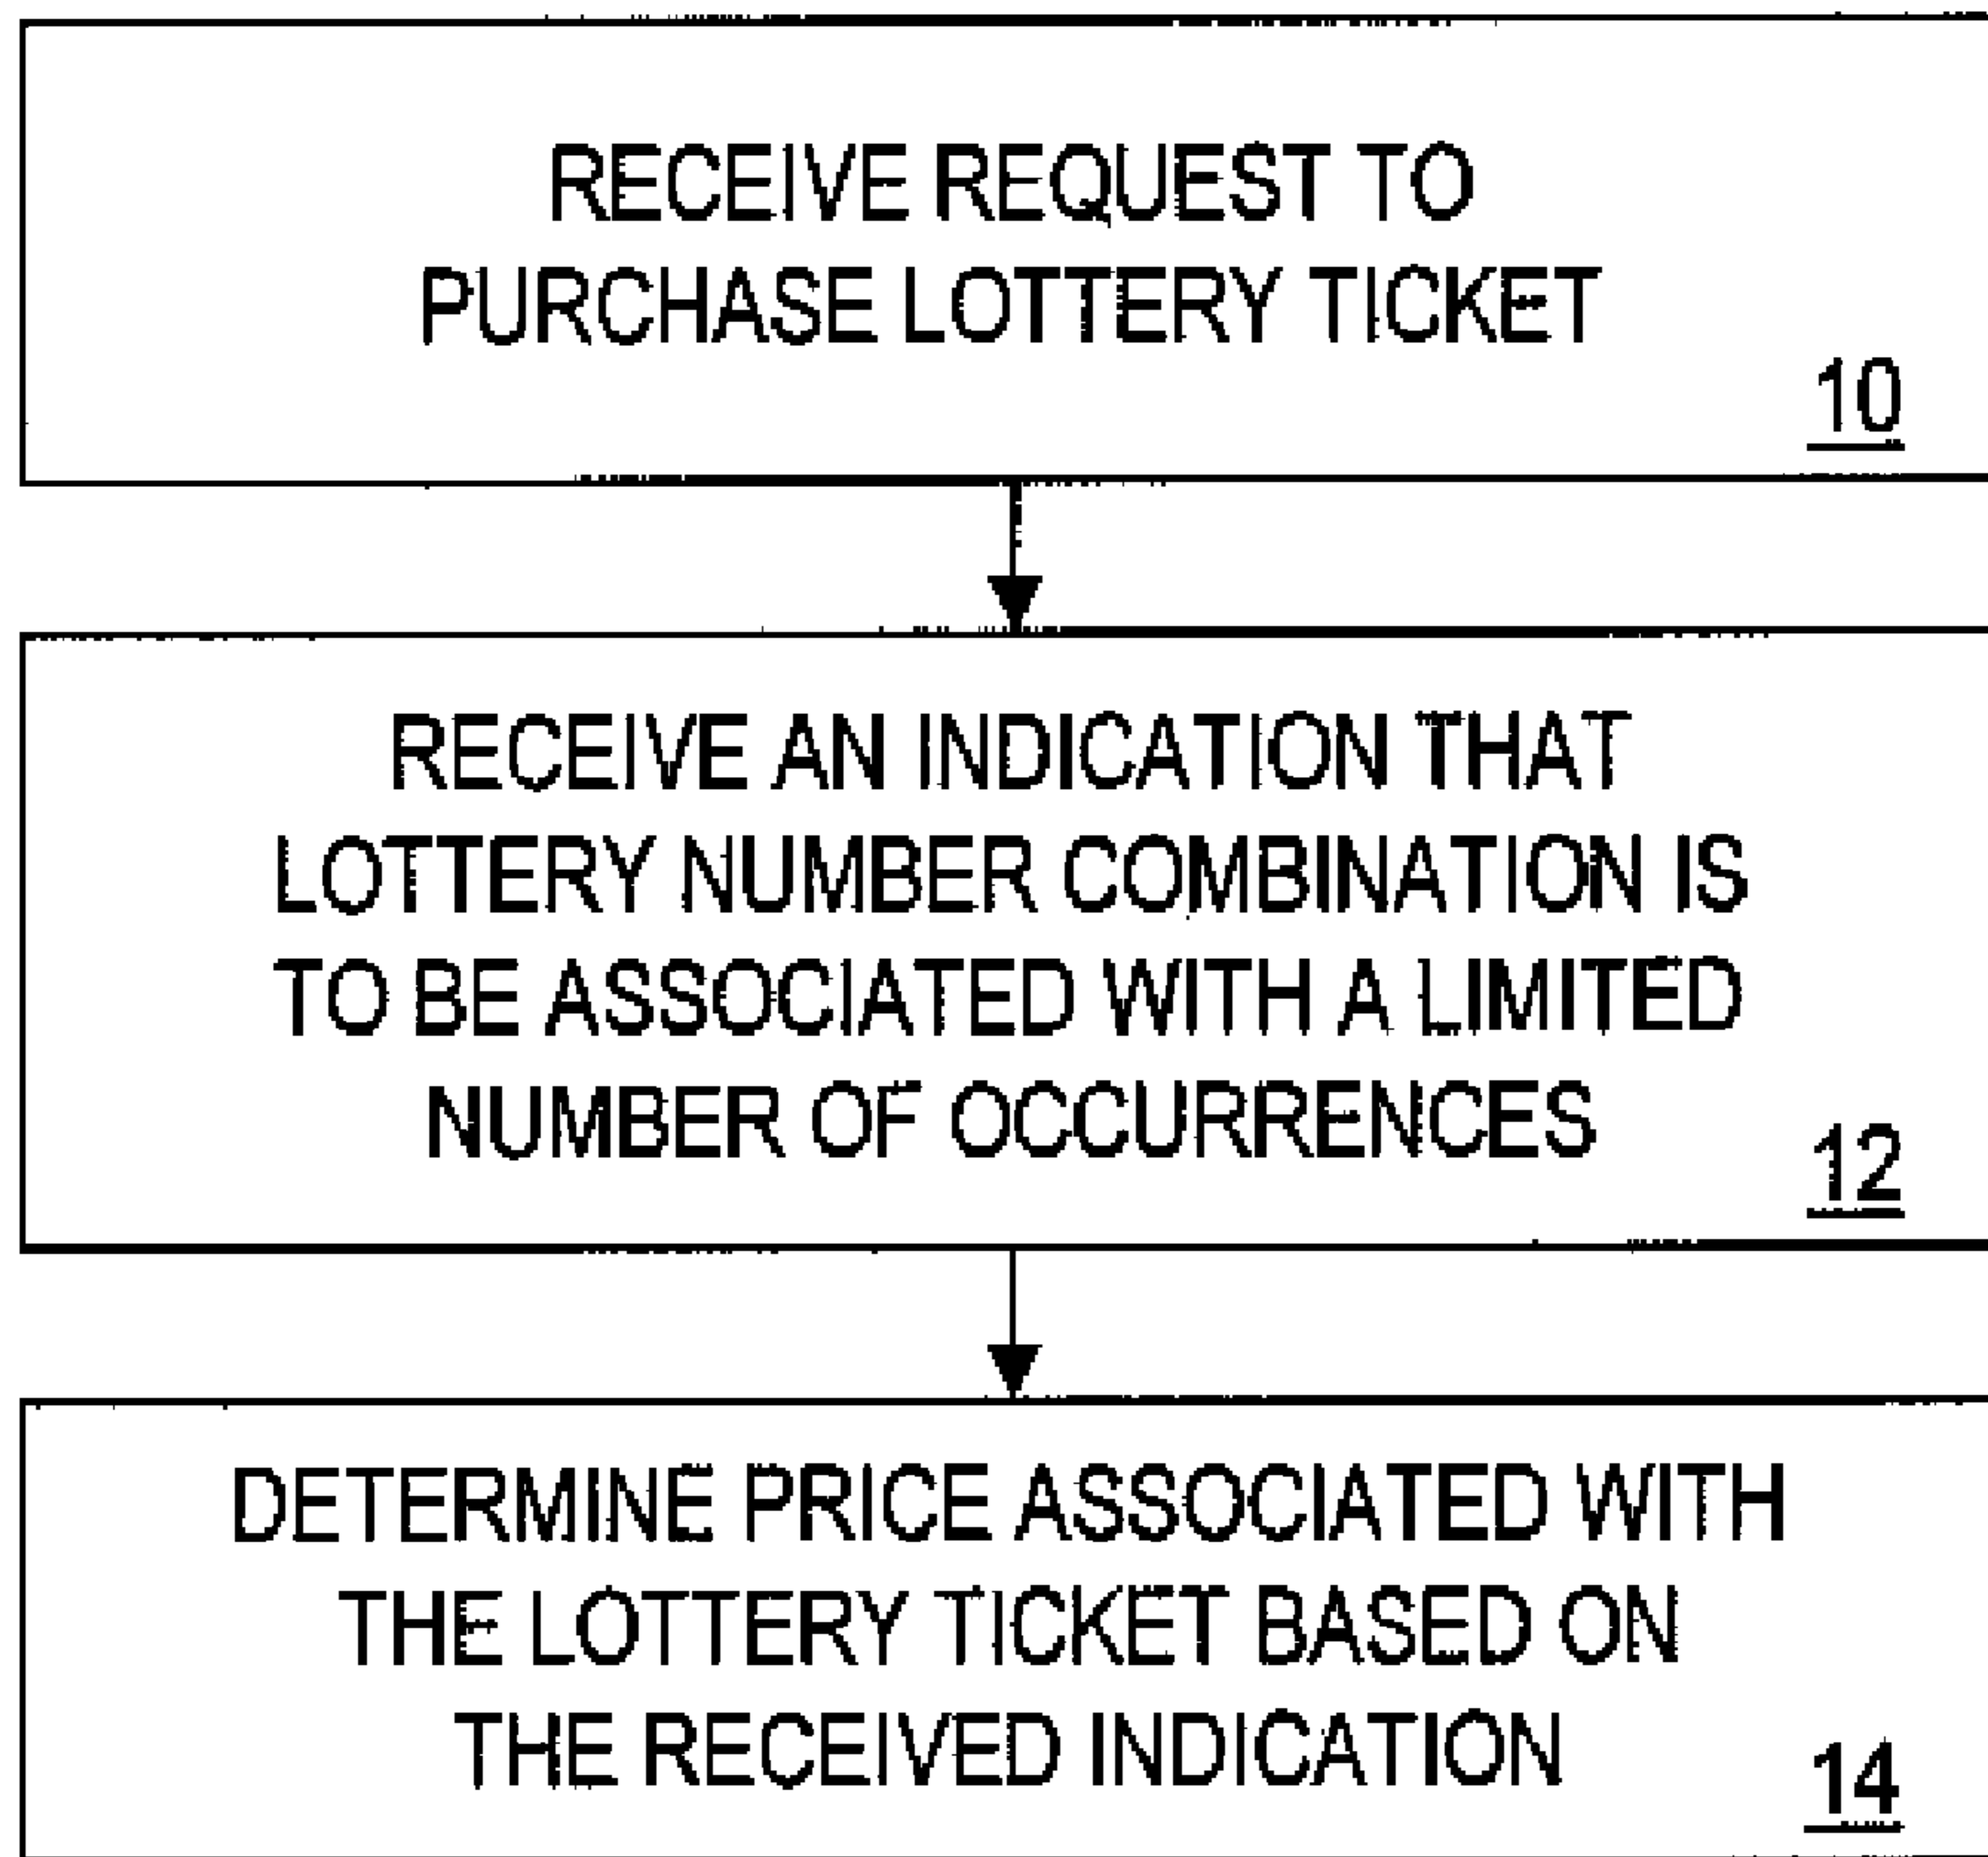 RECEIVE REQUEST TO
PURCHASE LOTTERY TICKET
10
RECEIVE AN INDICATION THAT
LOTTERY NUMBER COMBINATION IS
TO BE ASSOCIATED WITH A LIMITED
NUMBER OF OCCURRENCES
12
DETERMINE PRICE ASSOCIATED WITH
THE LOTTERY TICKET BASED ON
THE RECEIVED INDICATION
14